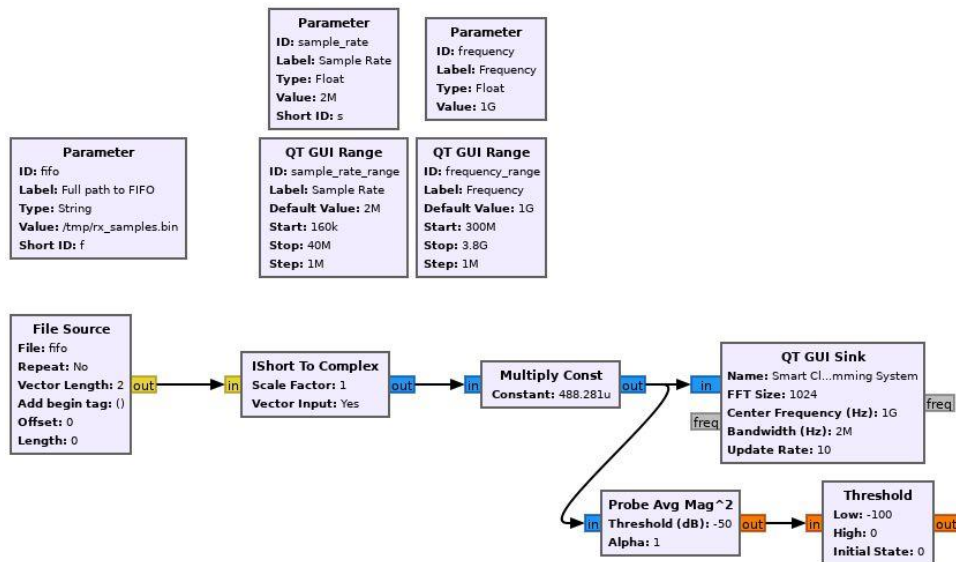 Parameter
ID: sample_rate
Label: Sample Rate
Type: Float
Value: 2M
Short ID: s
Parameter
ID: frequency
Label: Frequency
Type: Float
Value: 1G
Parameter
ID: fifo
Label: Full path to FIFO
Type: String
Value: /tmp/rx_samples.bin
Short ID: f
QT GUI Range
ID: sample_rate_range
Label: Sample Rate
Default Value: 2M
Start: 160k
Stop: 40M
Step: 1M
QT GUI Range
ID: frequency_range
Label: Frequency
Default Value: 1G
Start: 300M
Stop: 3.8G
Step: 1M
File Source
File: fifo
Repeat: No
Vector Length: 2
Add begin tag: ()
Offset: 0
Length: 0
out
in
IShort To Complex
Scale Factor: 1
Vector Input: Yes
out
in
Multiply Const
Constant: 488.281u
out
in
freq
QT GUI Sink
Name: Smart Cl...mming System
FFT Size: 1024
Center Frequency (Hz): 1G
Bandwidth (Hz): 2M
Update Rate: 10
freq
in
Probe Avg Mag^2
Threshold (dB): -50
Alpha: 1
out
in
Threshold
Low: -100
High: 0
Initial State: 0
out